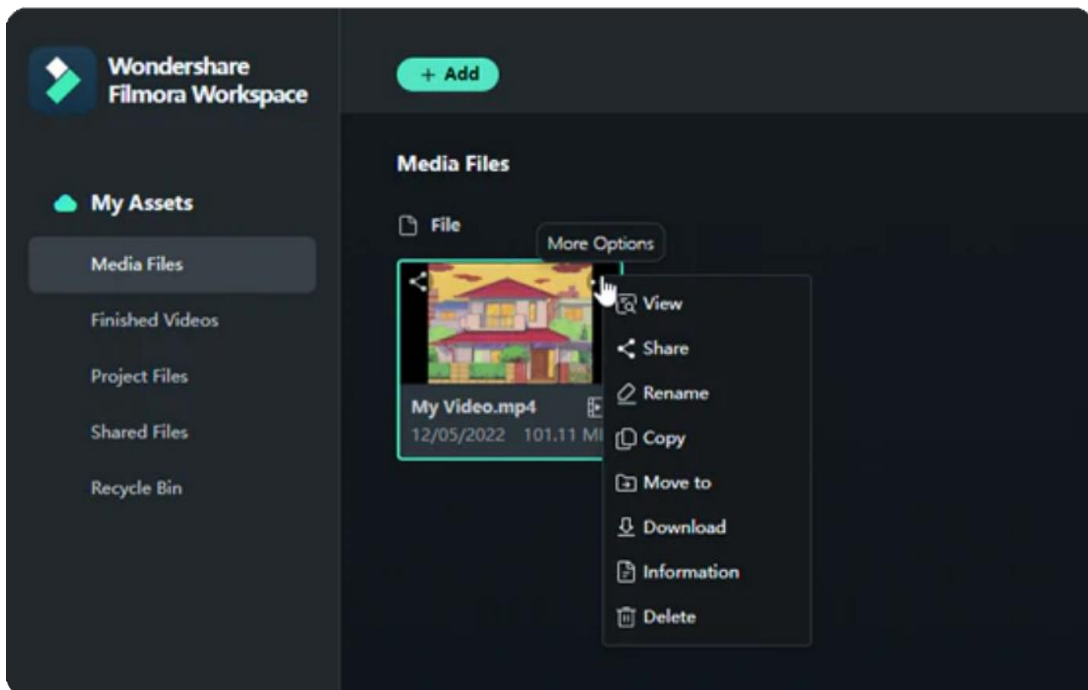 Wondershare
Filmora Workspace
+ Add
My Assets
Media Files
Finished Videos
Project Files
Shared Files
Recycle Bin
Media Files
File
More Options
My Video.mp4
12/05/2022 101.11
View
Share
Rename
Copy
Move to
Download
Information
Delete